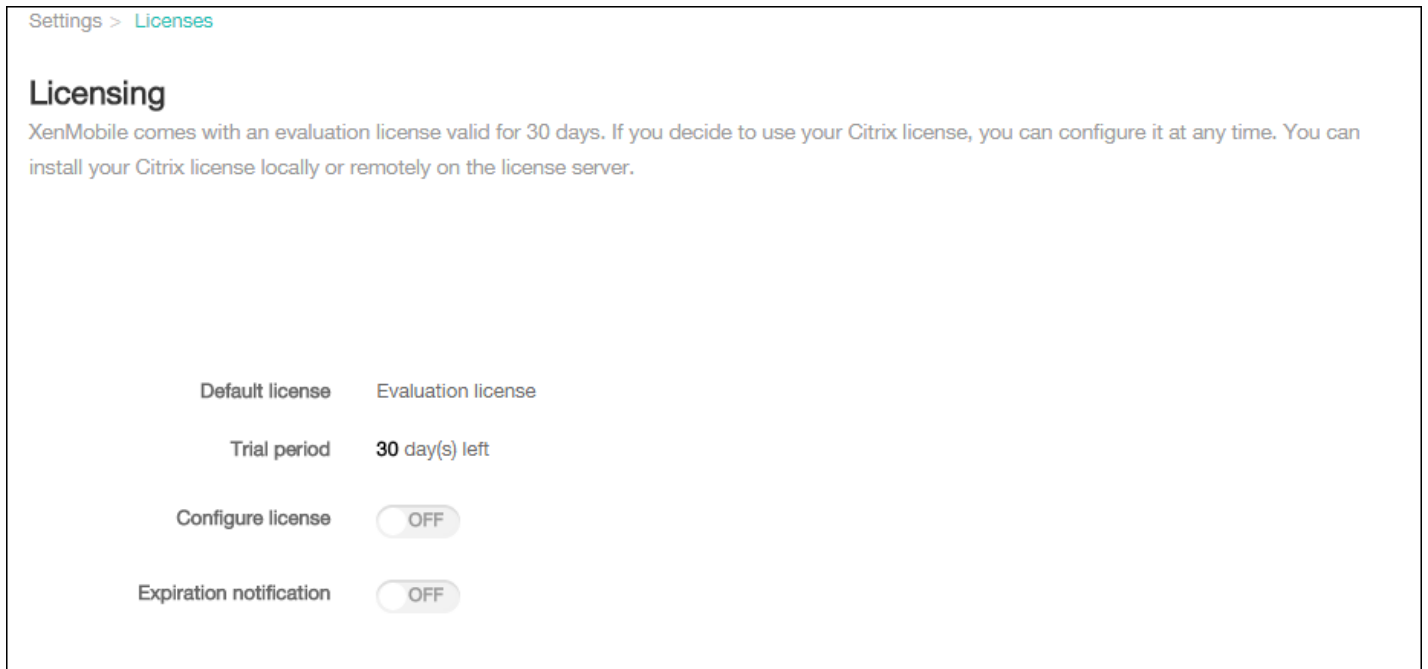 Settings > Licenses
Licensing
XenMobile comes with an evaluation license valid for 30 days. If you decide to use your Citrix license, you can configure it at any time. You can
install your Citrix license locally or remotely on the license server.
Default license Evaluation license
Trial period 30 day(s) left
Configure license OFF
Expiration notification OFF